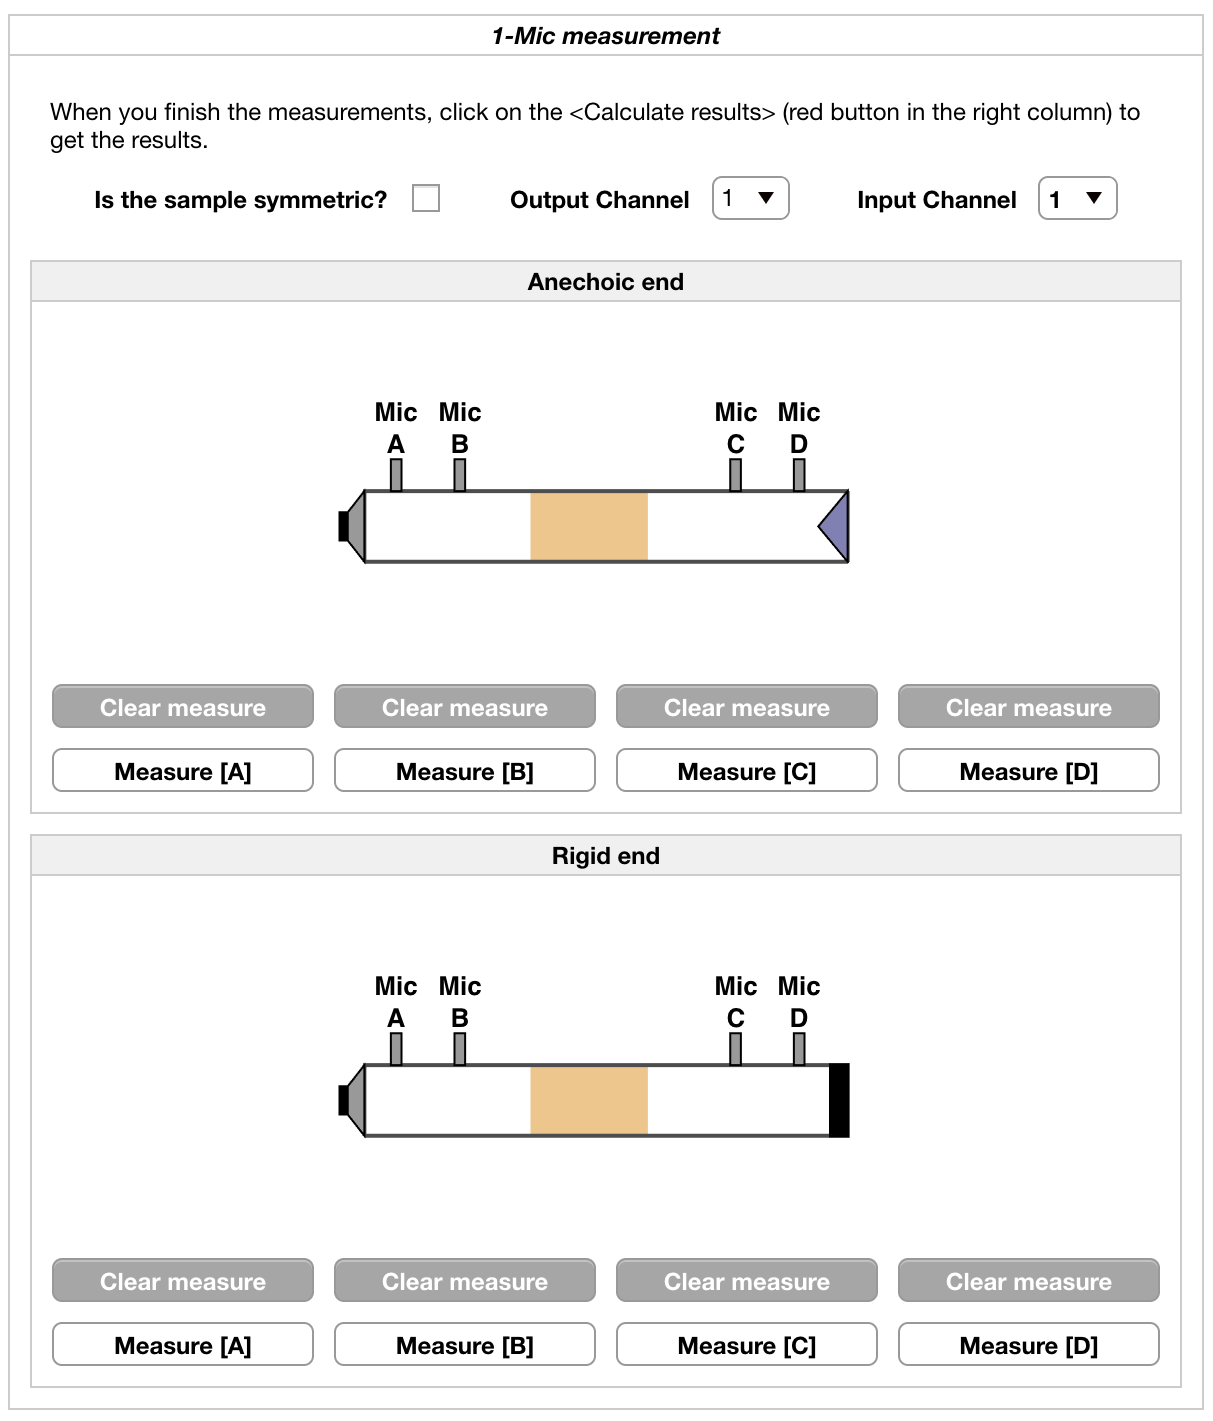 1-Mic measurement
When you finish the measurements, click on the <Calculate results> (red button in the right column) to
get the results.
Is the sample symmetric? Output Channel 1 Input Channel 1
Anechoic end
Mic Mic Mic Mic
A B C D
Clear measure Clear measure Clear measure Clear measure
Measure [A] Measure [B] Measure [C] Measure [D]
Rigid end
Mic Mic Mic Mic
A B C D
Clear measure Clear measure Clear measure Clear measure
Measure [A] Measure [B] Measure [C] Measure [D]